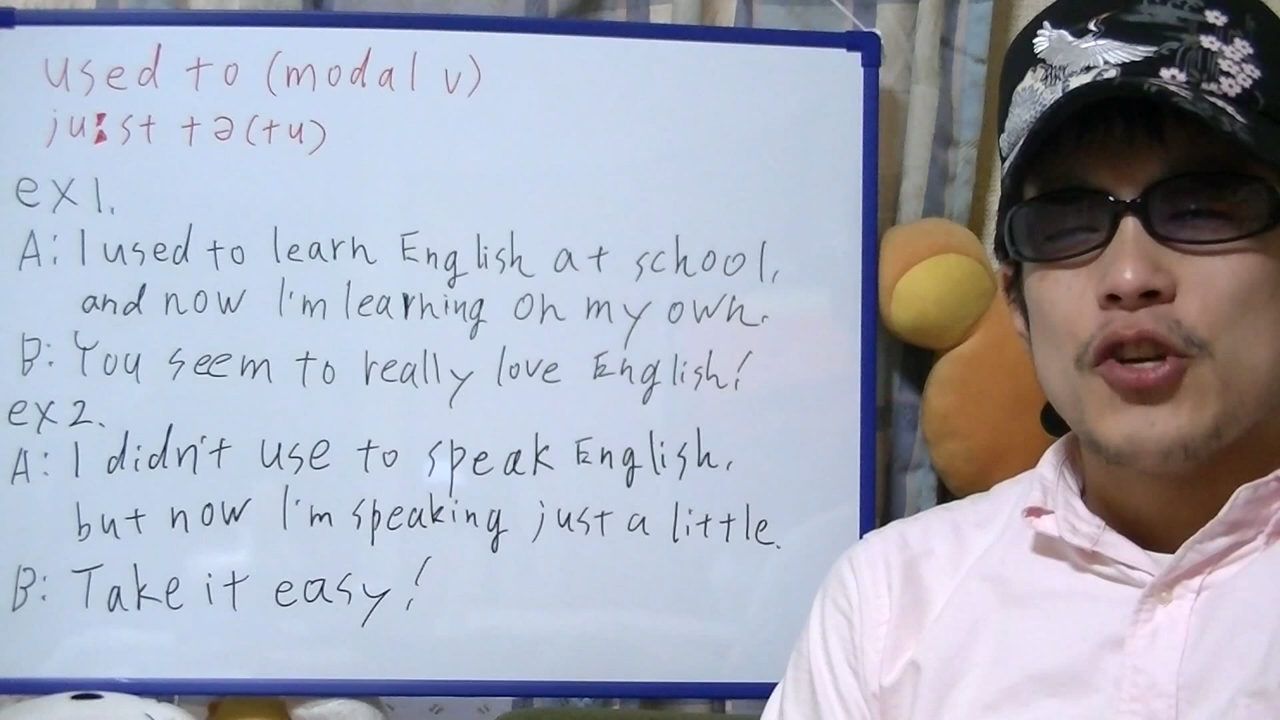 used to (modal v)
ju:st tə(tu)
ex1.
A: I used to learn English at school,
and now I'm learning on my own.
B: You seem to really love English!
ex2.
A: I didn't use to speak English,
but now I'm speaking just a little.
B: Take it easy!